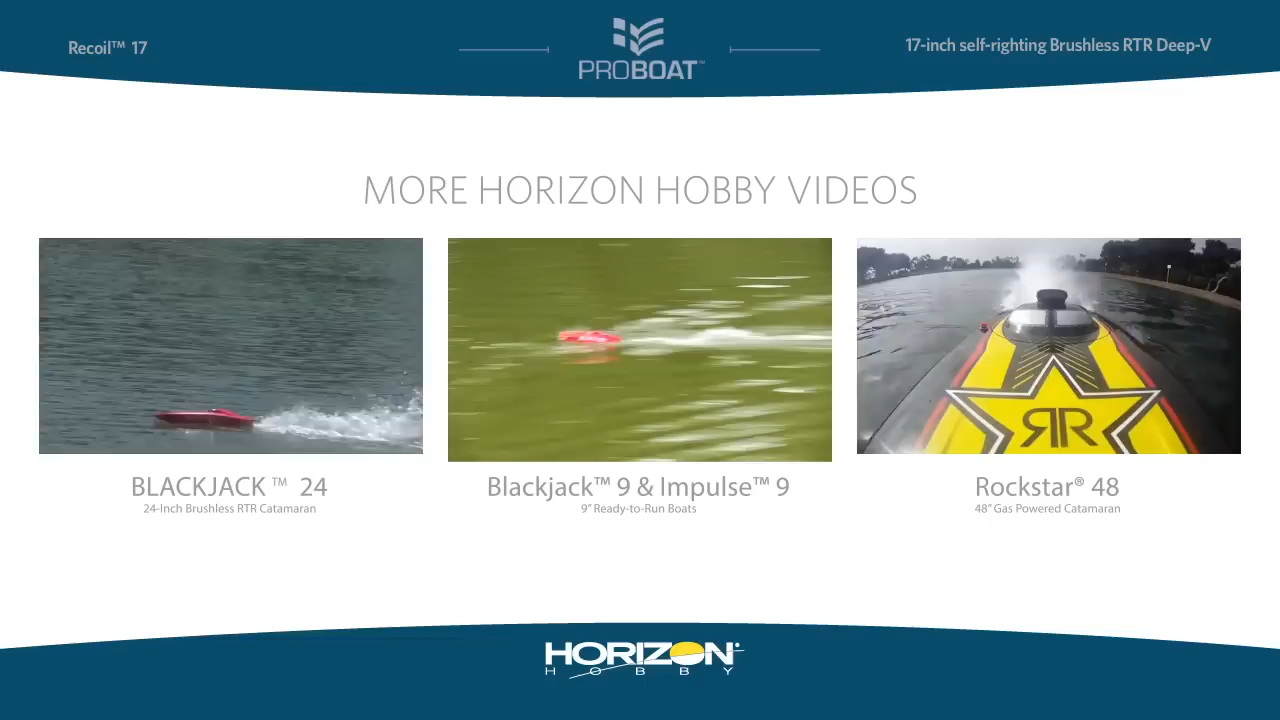 Recoil™ 17
PROBOAT™
17-inch self-righting Brushless RTR Deep-V
MORE HORIZON HOBBY VIDEOS
RR
BLACKJACK™ 24
24-Inch Brushless RTR Catamaran
Blackjack™ 9 & Impulse™ 9
9" Ready-to-Run Boats
Rockstar® 48
48" Gas Powered Catamaran
HORIZON
HOBBY